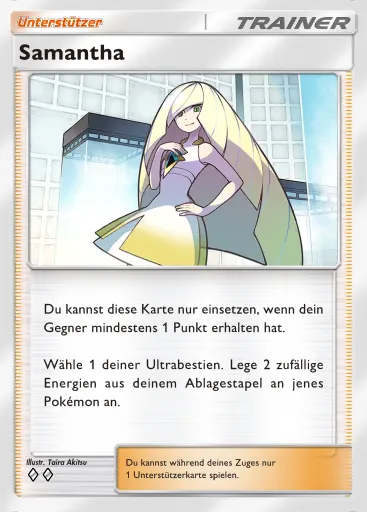 Unterstützer
TRAINER
Samantha
Du kannst diese Karte nur einsetzen, wenn dein
Gegner mindestens 1 Punkt erhalten hat.
Wähle 1 deiner Ultrabestien. Lege 2 zufällige
Energien aus deinem Ablagestapel an jenes
Pokémon an.
Illustr. Taira Akitsu
Du kannst während deines Zuges nur
1 Unterstützerkarte spielen.